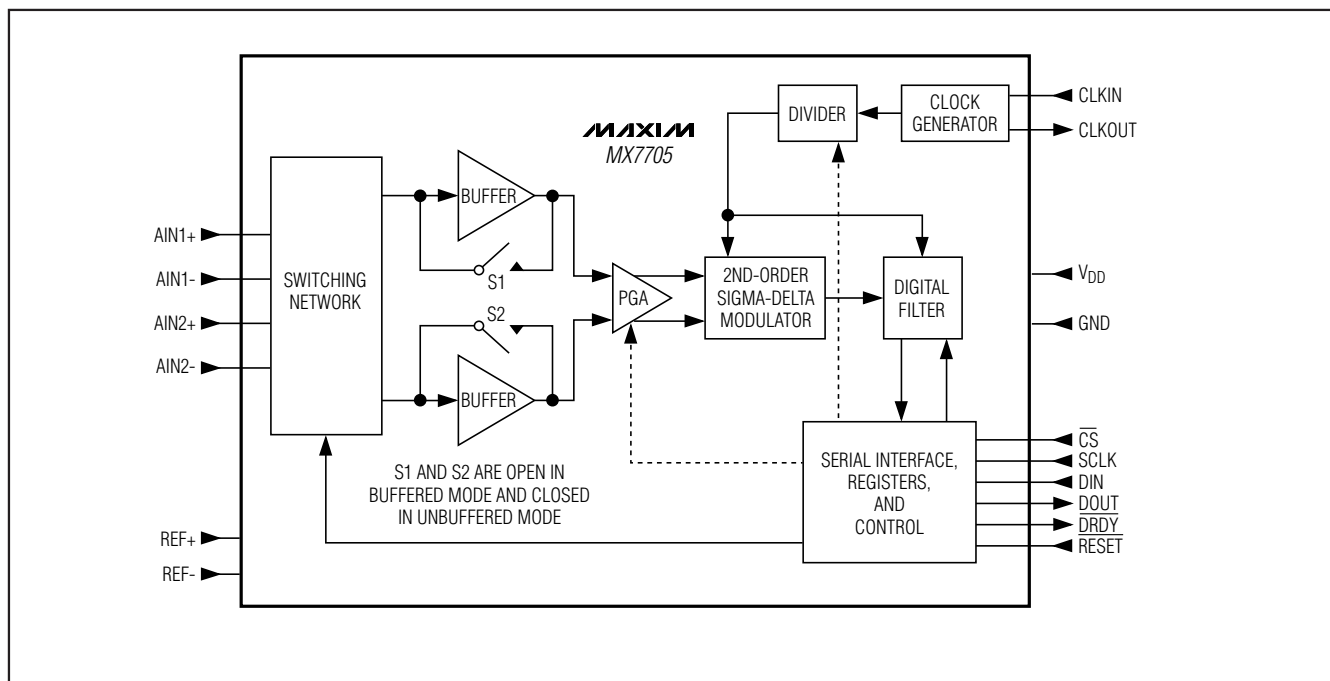 CLKIN
DIVIDER
CLOCK
GENERATOR
CLKOUT
MAXIM
MX7705
BUFFER
AIN1+
AIN1-
AIN2+
AIN2-
SWITCHING
NETWORK
S1
S2
PGA
2ND-ORDER
SIGMA-DELTA
MODULATOR
DIGITAL
FILTER
VDD
GND
BUFFER
S1 AND S2 ARE OPEN IN
BUFFERED MODE AND CLOSED
IN UNBUFFERED MODE
SERIAL INTERFACE,
REGISTERS,
AND
CONTROL
CS
SCLK
DIN
DOUT
DRDY
RESET
REF+
REF-